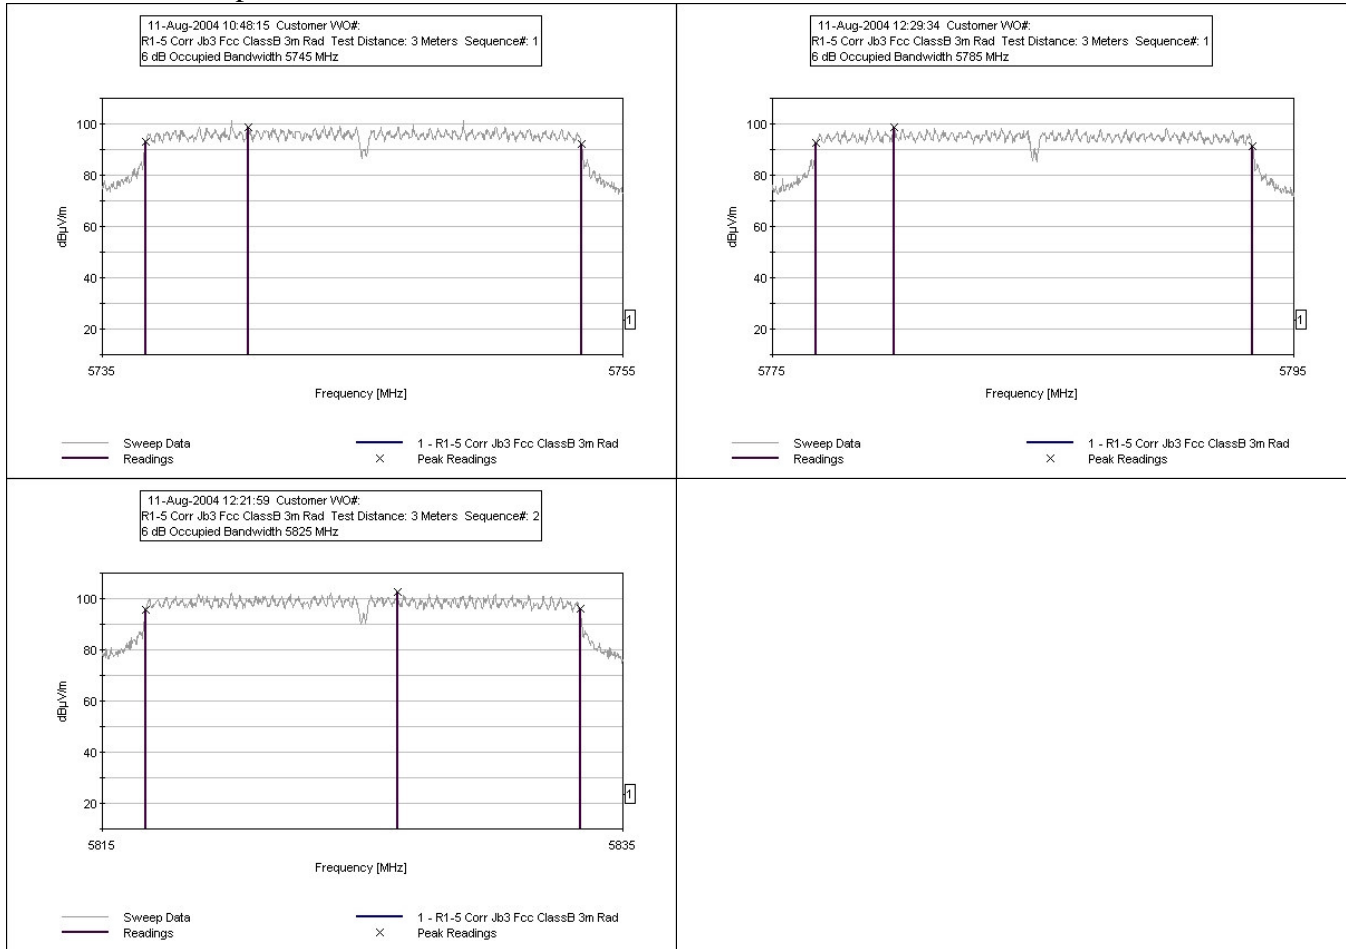 11-Aug-2004 10:48:15 Customer WO#:
R1-5 Corr Jb3 Fcc ClassB 3m Rad Test Distance: 3 Meters Sequence#: 1
6 dB Occupied Bandwidth 5745 MHz
100
80
60
40
20
dBµV/m
1
5735
5755
Frequency [MHz]
Sweep Data
1 - R1-5 Corr Jb3 Fcc ClassB 3m Rad
Readings
Peak Readings
11-Aug-2004 12:29:34 Customer WO#:
R1-5 Corr Jb3 Fcc ClassB 3m Rad Test Distance: 3 Meters Sequence#: 1
6 dB Occupied Bandwidth 5785 MHz
100
80
60
40
20
dBµV/m
1
5775
5795
Frequency [MHz]
Sweep Data
1 - R1-5 Corr Jb3 Fcc ClassB 3m Rad
Readings
Peak Readings
11-Aug-2004 12:21:59 Customer WO#:
R1-5 Corr Jb3 Fcc ClassB 3m Rad Test Distance: 3 Meters Sequence#: 2
6 dB Occupied Bandwidth 5825 MHz
100
80
60
40
20
dBµV/m
1
5815
5835
Frequency [MHz]
Sweep Data
1 - R1-5 Corr Jb3 Fcc ClassB 3m Rad
Readings
Peak Readings